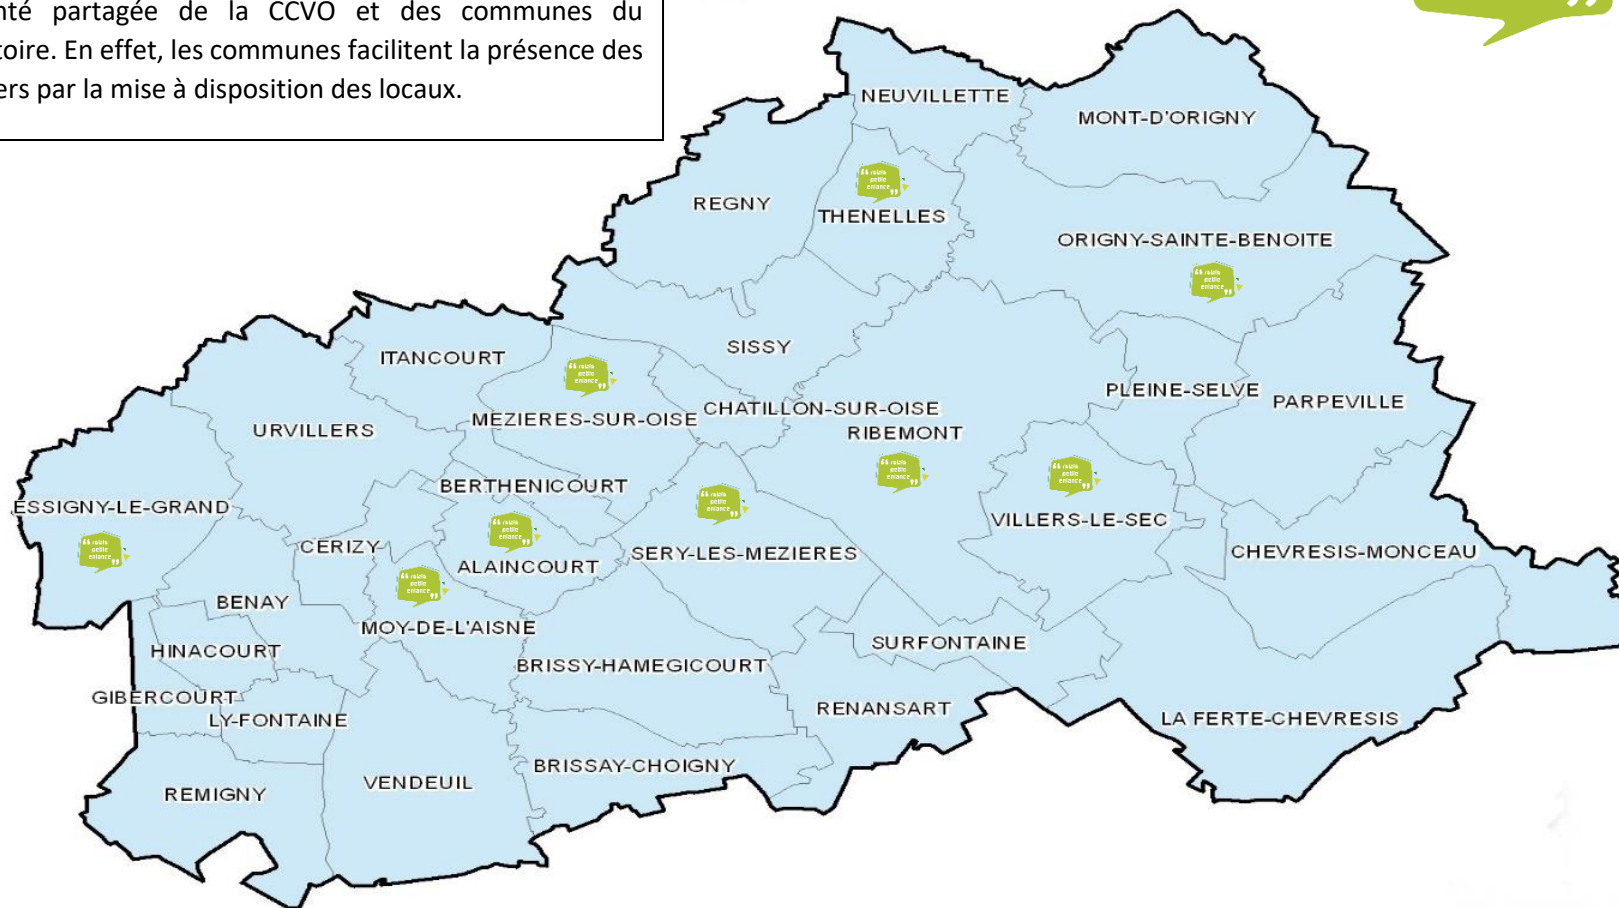 nté partagée de la CCVO et des communes du
toire. En effet, les communes facilitent la présence des
ers par la mise à disposition des locaux.
NEUVILLETTE
MONT-D'ORIGNY
REGNY
THENELLES
ORIGNY-SAINTE-BENOITE
ITANCOURT
SISSY
MEZIERES-SUR-OISE
CHATILLON-SUR-OISE
PLEINE-SELVE
PARPEVILLE
URVILLERS
RIBEMONT
BERTHENICOURT
ESSIGNY-LE-GRAND
VILLERS-LE-SEC
CERIZY
ALAINCOURT
SERY-LES-MEZIERES
CHEVRESIS-MONCEAU
BENAY
MOY-DE-L'AISNE
HINACOURT
SURFONTAINE
BRISSY-HAMEGICOURT
GIBERCOURT
LY-FONTAINE
RENANSART
LA FERTE-CHEVRESIS
BRISSAY-CHOIGNY
REMIGNY
VENDEUIL